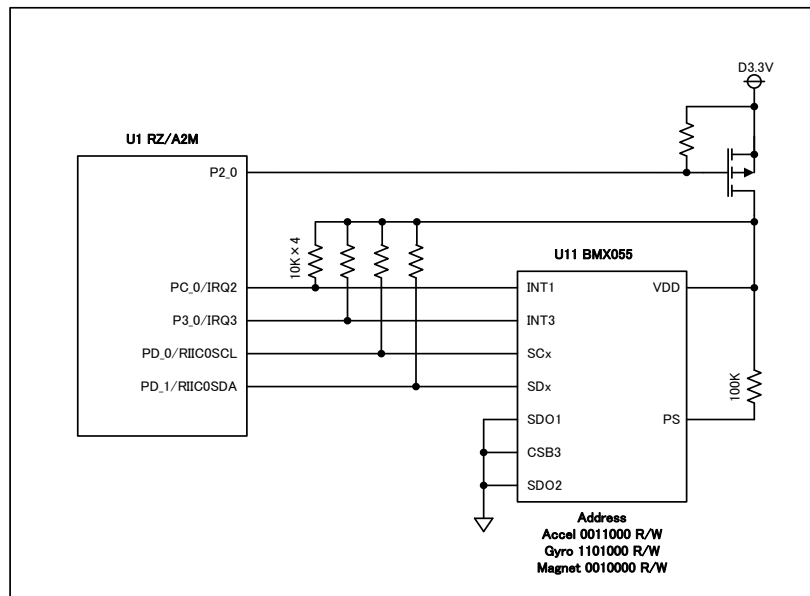 D3.3V
U1 RZ/A2M
P2_0
10K×4
U11 BMX055
PC_0/IRQ2
INT1
VDD
P3_0/IRQ3
INT3
PD_0/RIIC0SCL
SCx
100K
PD_1/RIIC0SDA
SDx
SDO1
PS
CSB3
SDO2
Address
Accel 0011000 R/W
Gyro 1101000 R/W
Magnet 0010000 R/W